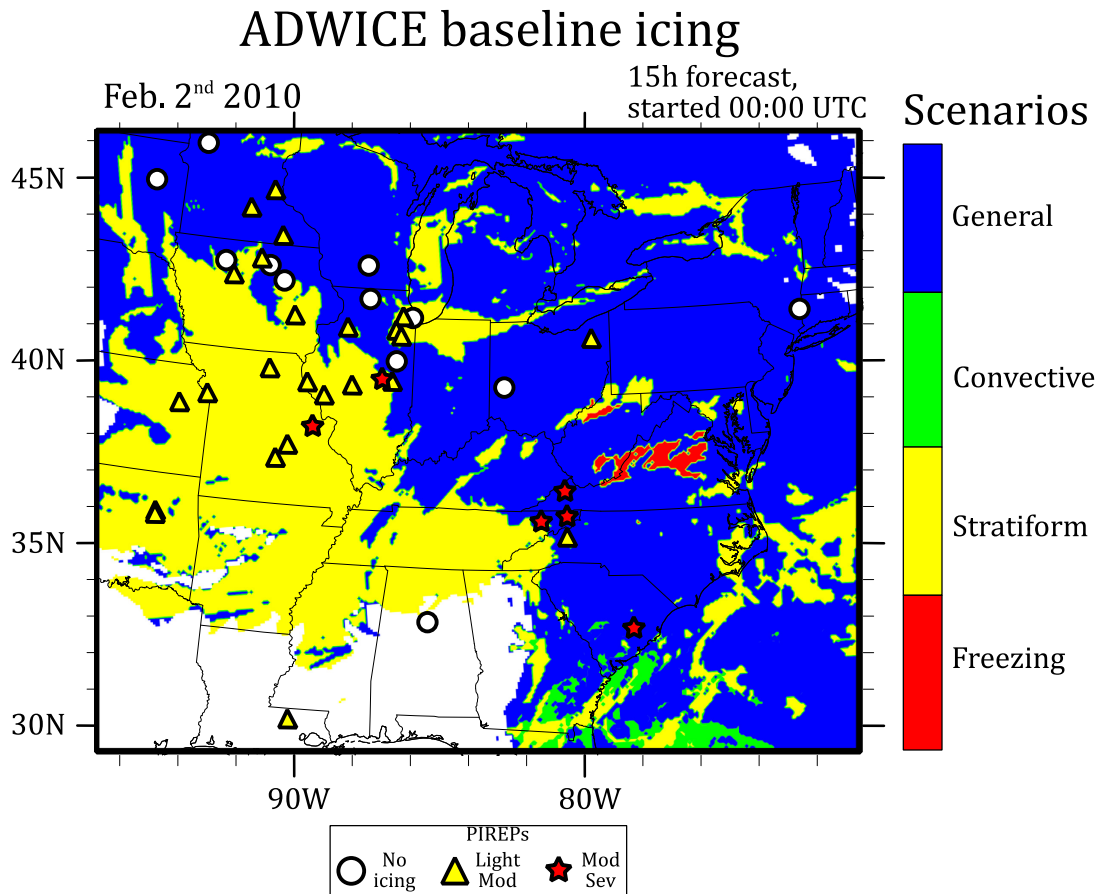 ADWICE baseline icing
Feb. 2nd 2010
15h forecast,
started 00:00 UTC
Scenarios
45N
40N
35N
30N
90W
80W
General
Convective
Stratiform
Freezing
PIREPs
No
icing
Light
Mod
Mod
Sev